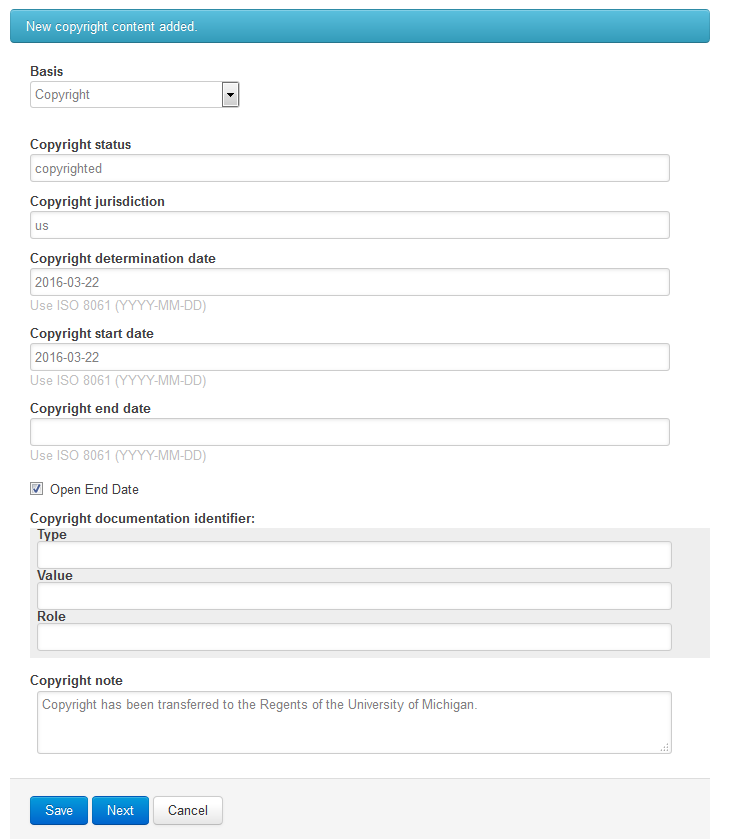 New copyright content added.
Basis
Copyright
Copyright status
copyrighted
Copyright jurisdiction
us
Copyright determination date
2016-03-22
Use ISO 8061 (YYYY-MM-DD)
Copyright start date
2016-03-22
Use ISO 8061 (YYYY-MM-DD)
Copyright end date
Use ISO 8061 (YYYY-MM-DD)
Open End Date
Copyright documentation identifier:
Type
Value
Role
Copyright note
Copyright has been transferred to the Regents of the University of Michigan.
Save Next Cancel